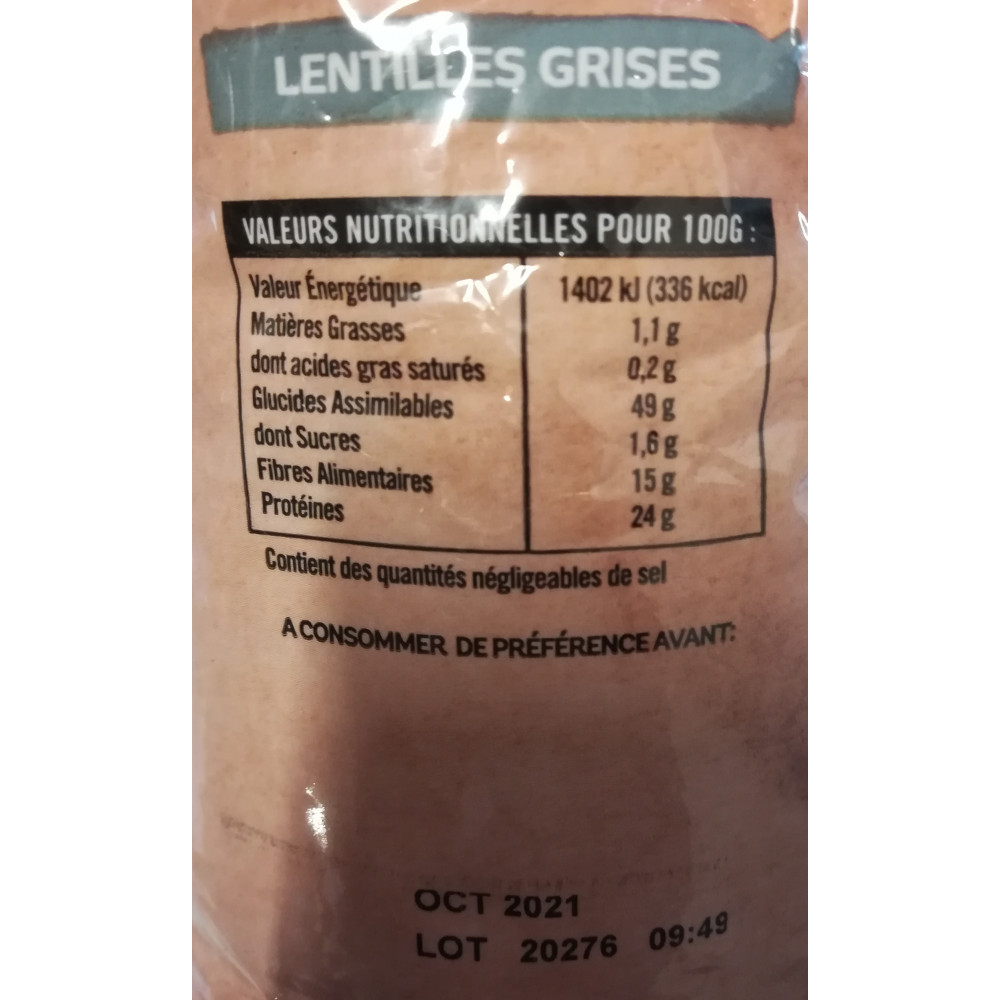 LENTILLES GRISES
VALEURS NUTRITIONNELLES POUR 100G :
Valeur Énergétique 1402 kJ (336 kcal)
Matières Grasses 1,1 g
dont acides gras saturés 0,2 g
Glucides Assimilables 49 g
dont Sucres 1,6 g
Fibres Alimentaires 15 g
Protéines 24 g
Contient des quantités négligeables de sel
A CONSOMMER DE PRÉFÉRENCE AVANT:
OCT 2021
LOT 20276 09:49